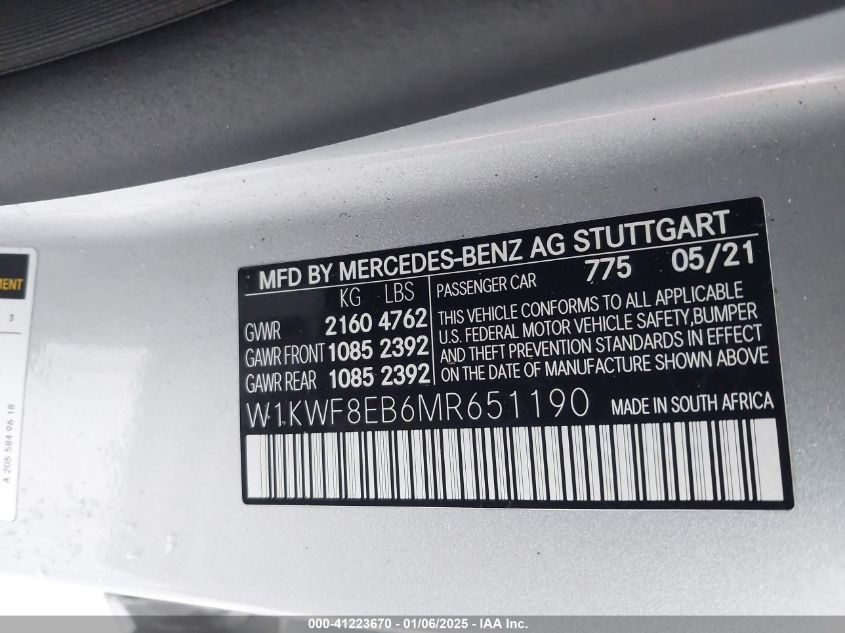 MENT
3
A 205 584 96 18
MFD BY MERCEDES-BENZ AG STUTTGART
KG LBS
GVWR 2160 4762
GAWR FRONT 1085 2392
GAWR REAR 1085 2392
PASSENGER CAR 775 05/21
THIS VEHICLE CONFORMS TO ALL APPLICABLE
U.S. FEDERAL MOTOR VEHICLE SAFETY,BUMPER
AND THEFT PREVENTION STANDARDS IN EFFECT
ON THE DATE OF MANUFACTURE SHOWN ABOVE
W1KWF8EB6MR651190 MADE IN SOUTH AFRICA
000-41223670 - 01/06/2025 - IAA Inc.